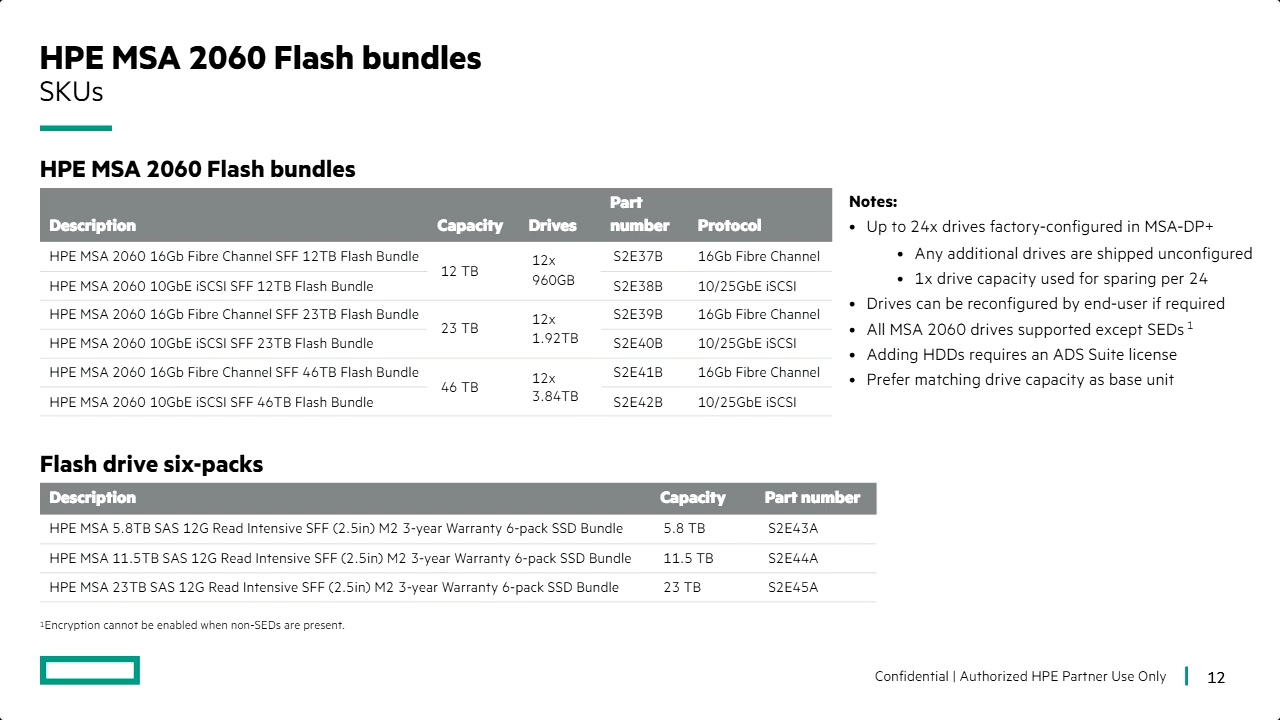 HPE MSA 2060 Flash bundles
SKUs
HPE MSA 2060 Flash bundles
Description Capacity Drives Part number Protocol
HPE MSA 2060 16Gb Fibre Channel SFF 12TB Flash Bundle 12 TB 12x 960GB S2E37B 16Gb Fibre Channel
HPE MSA 2060 10GbE iSCSI SFF 12TB Flash Bundle S2E38B 10/25GbE iSCSI
HPE MSA 2060 16Gb Fibre Channel SFF 23TB Flash Bundle 23 TB 12x 1.92TB S2E39B 16Gb Fibre Channel
HPE MSA 2060 10GbE iSCSI SFF 23TB Flash Bundle S2E40B 10/25GbE iSCSI
HPE MSA 2060 16Gb Fibre Channel SFF 46TB Flash Bundle 46 TB 12x 3.84TB S2E41B 16Gb Fibre Channel
HPE MSA 2060 10GbE iSCSI SFF 46TB Flash Bundle S2E42B 10/25GbE iSCSI
Notes:
• Up to 24x drives factory-configured in MSA-DP+
• Any additional drives are shipped unconfigured
• 1x drive capacity used for sparing per 24
• Drives can be reconfigured by end-user if required
• All MSA 2060 drives supported except SEDs ¹
• Adding HDDs requires an ADS Suite license
• Prefer matching drive capacity as base unit
Flash drive six-packs
Description Capacity Part number
HPE MSA 5.8TB SAS 12G Read Intensive SFF (2.5in) M2 3-year Warranty 6-pack SSD Bundle 5.8 TB S2E43A
HPE MSA 11.5TB SAS 12G Read Intensive SFF (2.5in) M2 3-year Warranty 6-pack SSD Bundle 11.5 TB S2E44A
HPE MSA 23TB SAS 12G Read Intensive SFF (2.5in) M2 3-year Warranty 6-pack SSD Bundle 23 TB S2E45A
¹Encryption cannot be enabled when non-SEDs are present.
Confidential | Authorized HPE Partner Use Only 12